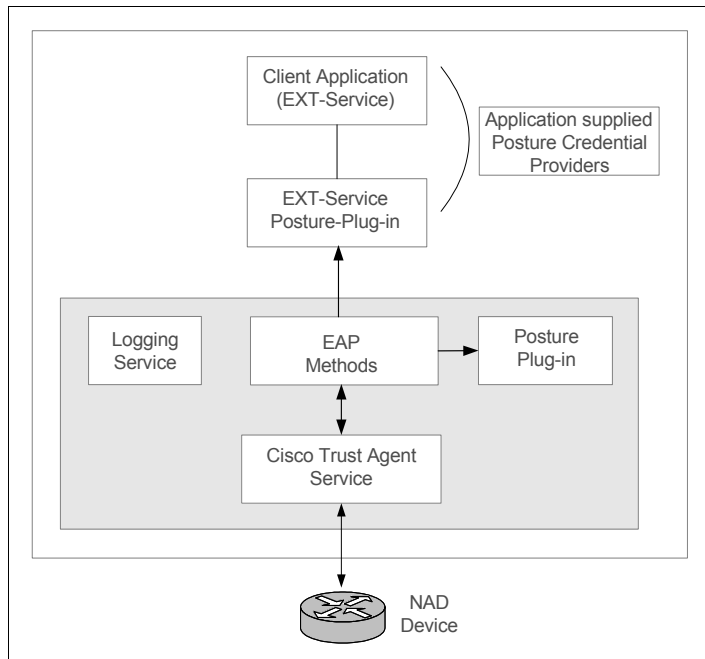 Client Application
(EXT-Service)
Application supplied
Posture Credential
Providers
EXT-Service
Posture-Plug-in
Logging
Service
EAP
Methods
Posture
Plug-in
Cisco Trust Agent
Service
NAD
Device